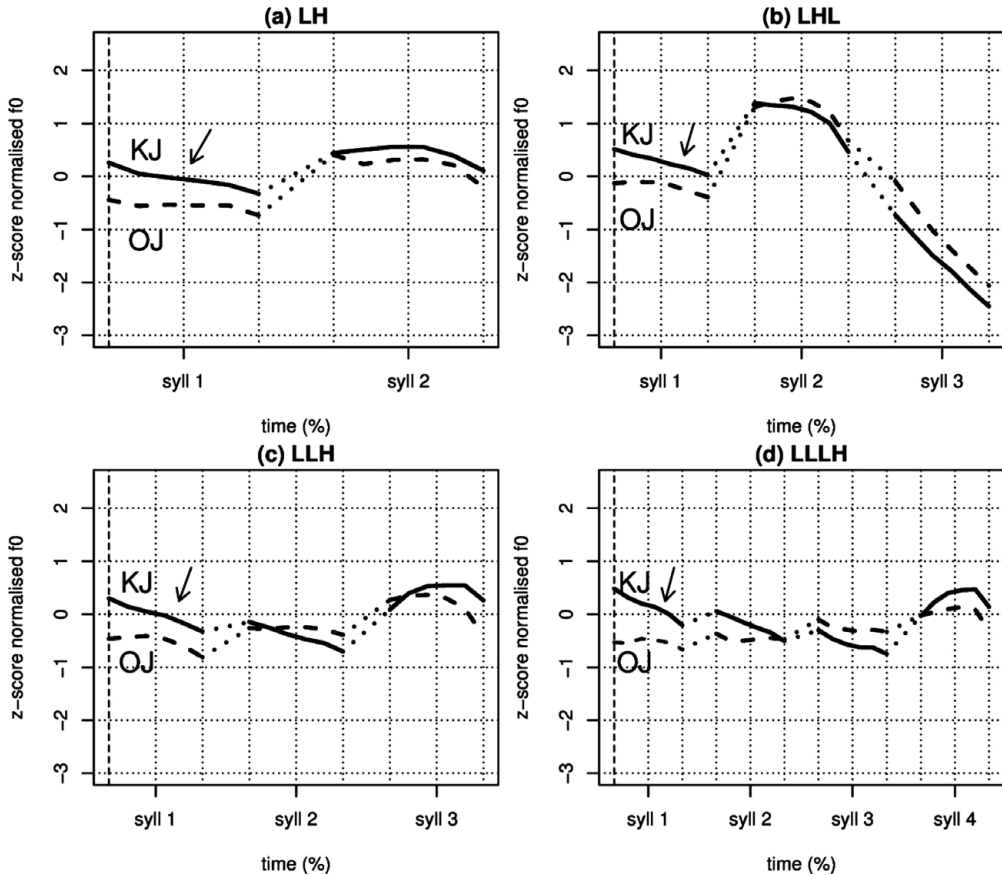 (a) LH
z−score normalised f0
2
1
0
−1
−2
−3
KJ
OJ
syll 1
syll 2
time (%)
(b) LHL
z−score normalised f0
2
1
0
−1
−2
−3
KJ
OJ
syll 1
syll 2
syll 3
time (%)
(c) LLH
z−score normalised f0
2
1
0
−1
−2
−3
KJ
OJ
syll 1
syll 2
syll 3
time (%)
(d) LLLH
z−score normalised f0
2
1
0
−1
−2
−3
KJ
OJ
syll 1
syll 2
syll 3
syll 4
time (%)